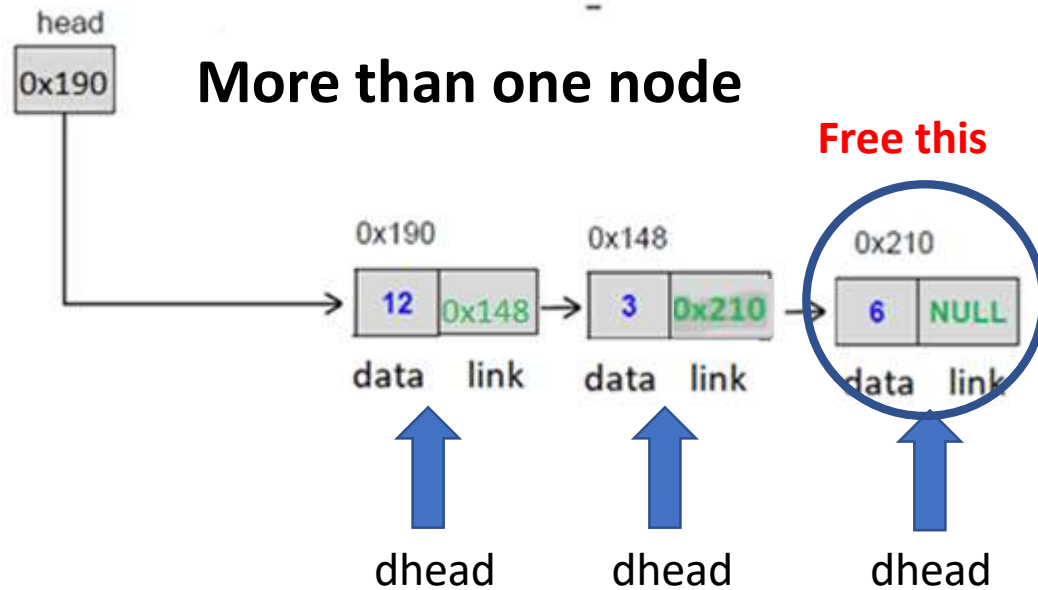 head
0x190
More than one node
Free this
0x190
0x148
0x210
12 0x148
3 0x210
6 NULL
data link
data link
data link
dhead
dhead
dhead